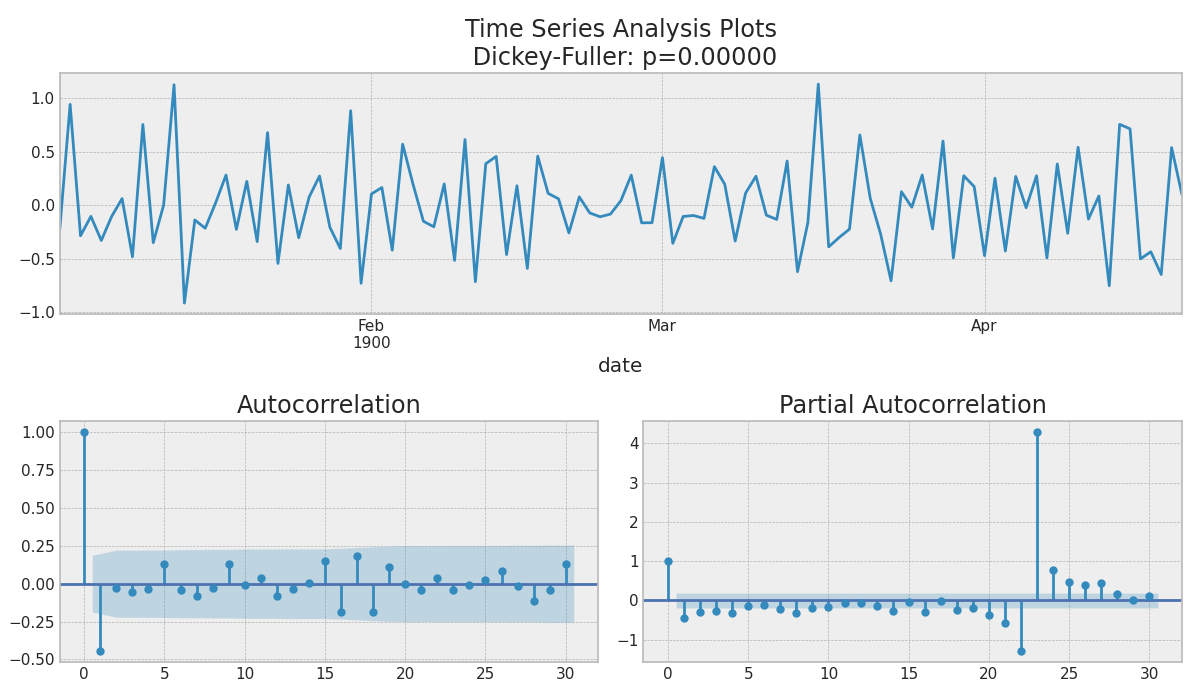 Time Series Analysis Plots
Dickey-Fuller: p=0.00000
1.0
0.5
0.0
−0.5
−1.0
Feb
1900
Mar
Apr
date
Autocorrelation
1.00
0.75
0.50
0.25
0.00
−0.25
−0.50
0 5 10 15 20 25 30
Partial Autocorrelation
4
3
2
1
0
−1
0 5 10 15 20 25 30